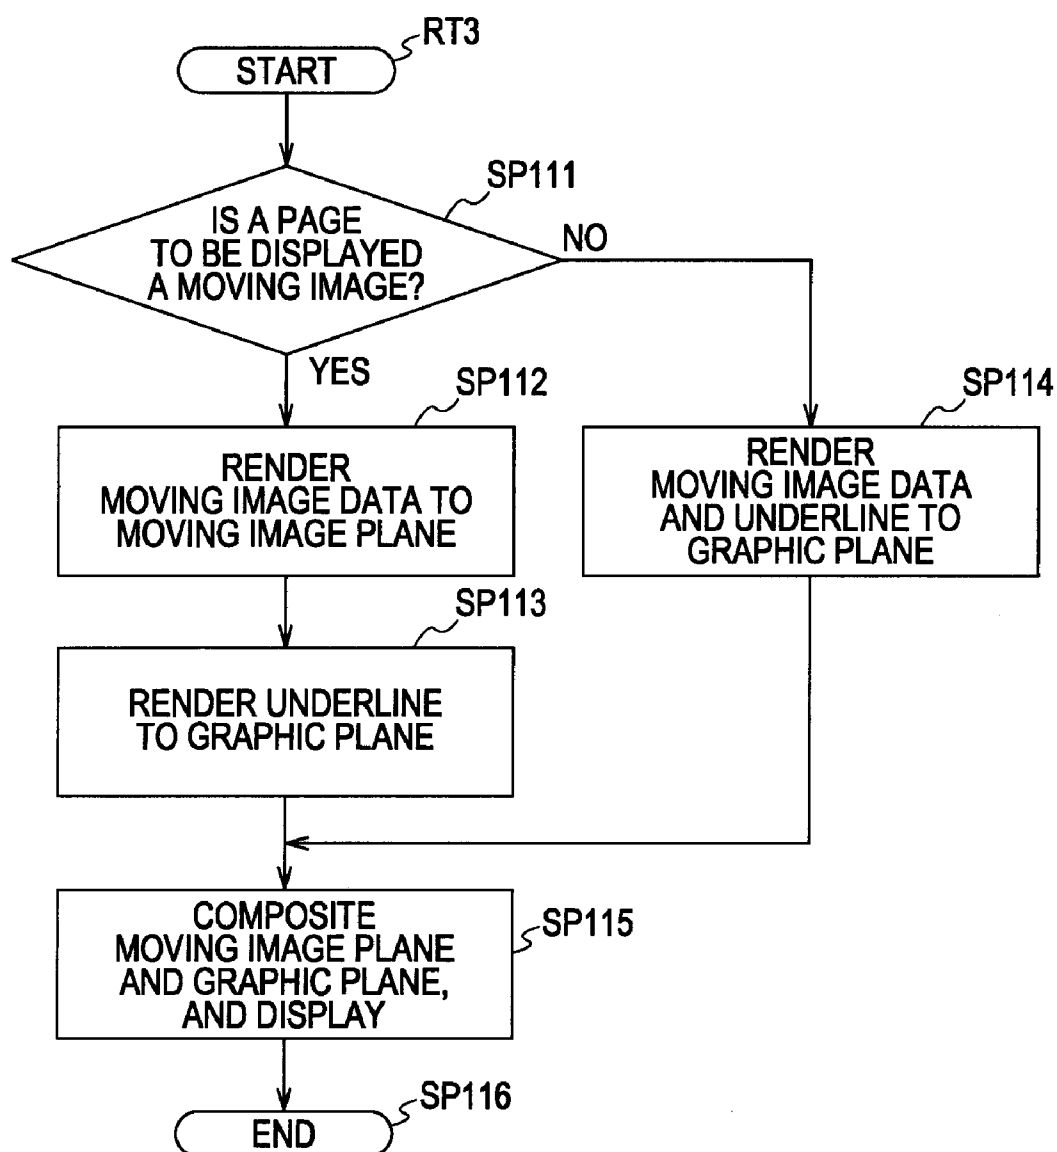 RT3
START
SP111
IS A PAGE
TO BE DISPLAYED
A MOVING IMAGE?
NO
YES
SP112
RENDER
MOVING IMAGE DATA TO
MOVING IMAGE PLANE
SP114
RENDER
MOVING IMAGE DATA
AND UNDERLINE TO
GRAPHIC PLANE
SP113
RENDER UNDERLINE
TO GRAPHIC PLANE
COMPOSITE
MOVING IMAGE PLANE
AND GRAPHIC PLANE,
AND DISPLAY
SP115
SP116
END